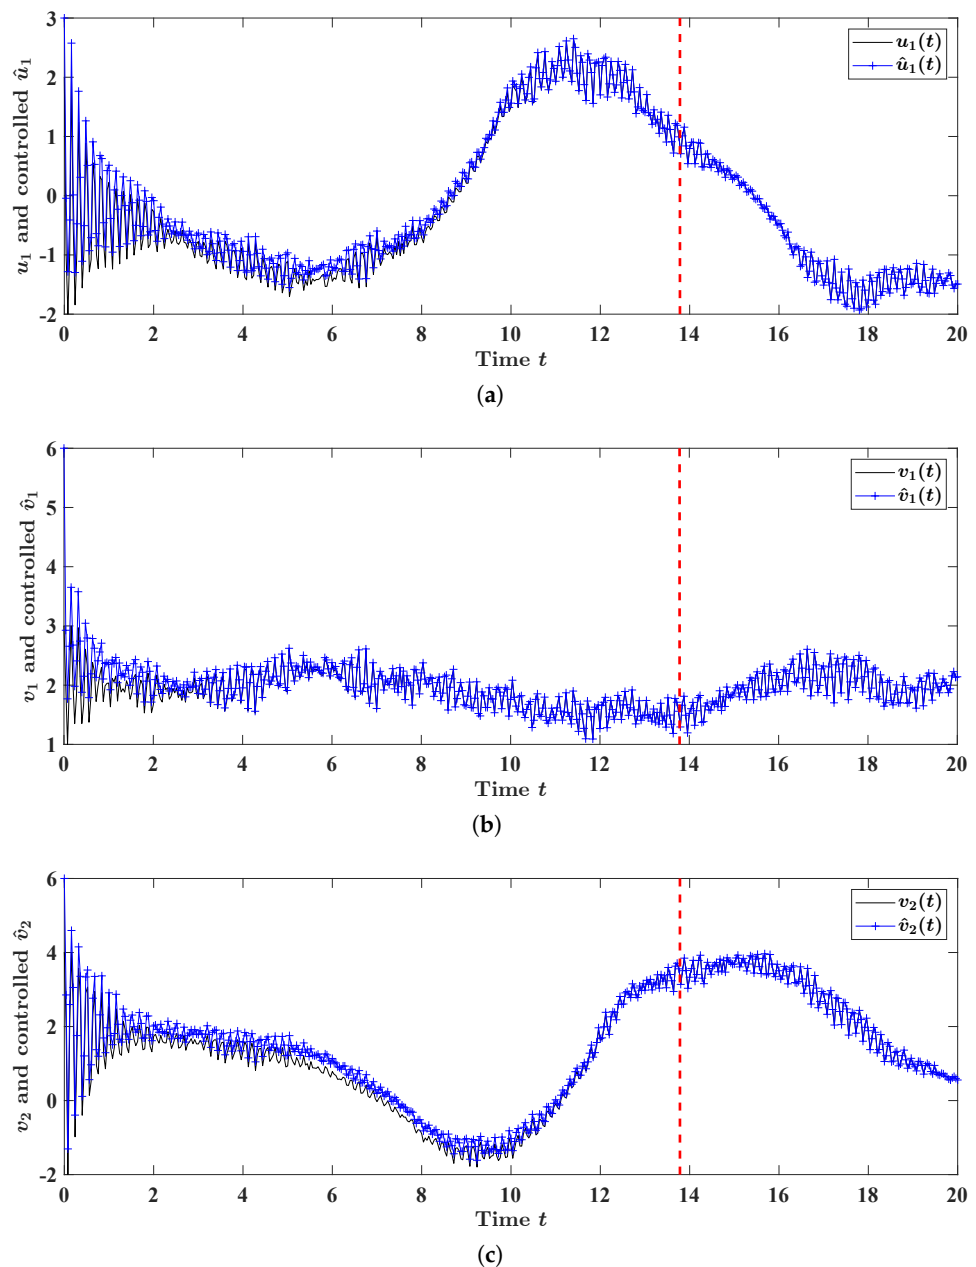 3
2
1
0
-1
-2
u₁ and controlled û₁
u₁(t)
û₁(t)
0 2 4 6 8 10 12 14 16 18 20
Time t
(a)
6
5
4
3
2
1
v₁ and controlled v̂₁
v₁(t)
v̂₁(t)
0 2 4 6 8 10 12 14 16 18 20
Time t
(b)
6
4
2
0
-2
v₂ and controlled v̂₂
v₂(t)
v̂₂(t)
0 2 4 6 8 10 12 14 16 18 20
Time t
(c)